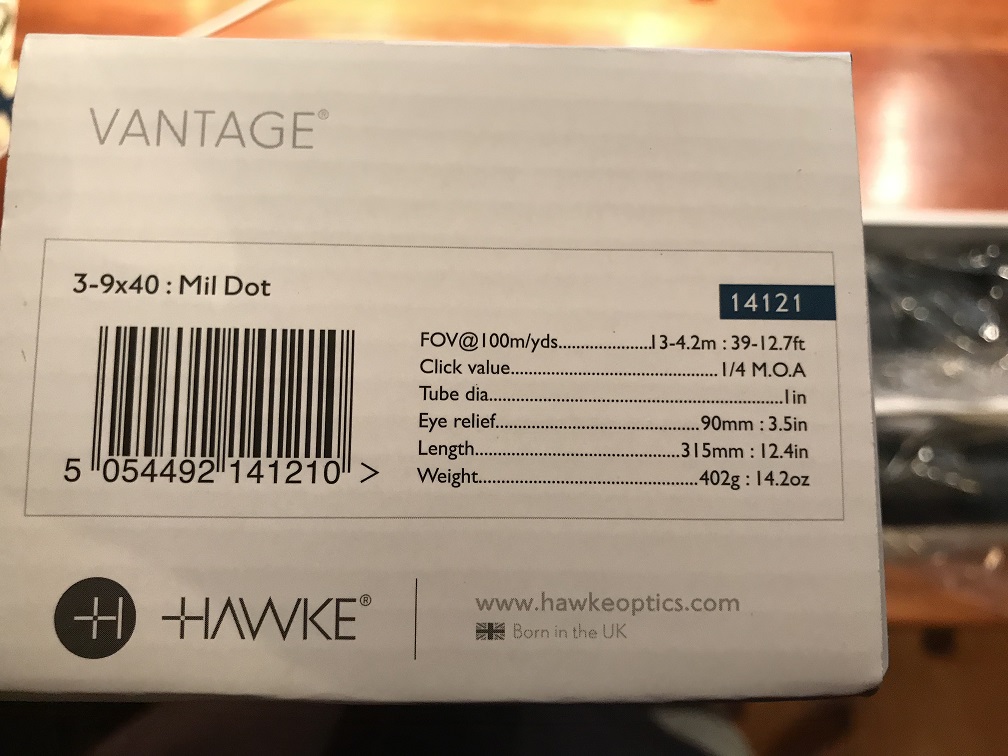 VANTAGE®
3-9x40 : Mil Dot
14121
FOV@100m/yds....................13-4.2m : 39-12.7ft
Click value.............................................1/4 M.O.A
Tube dia................................................................1in
Eye relief............................................90mm : 3.5in
Length............................................315mm : 12.4in
Weight...............................................402g : 14.2oz
5 054492 141210 >
HAWKE®
www.hawkeoptics.com
Born in the UK